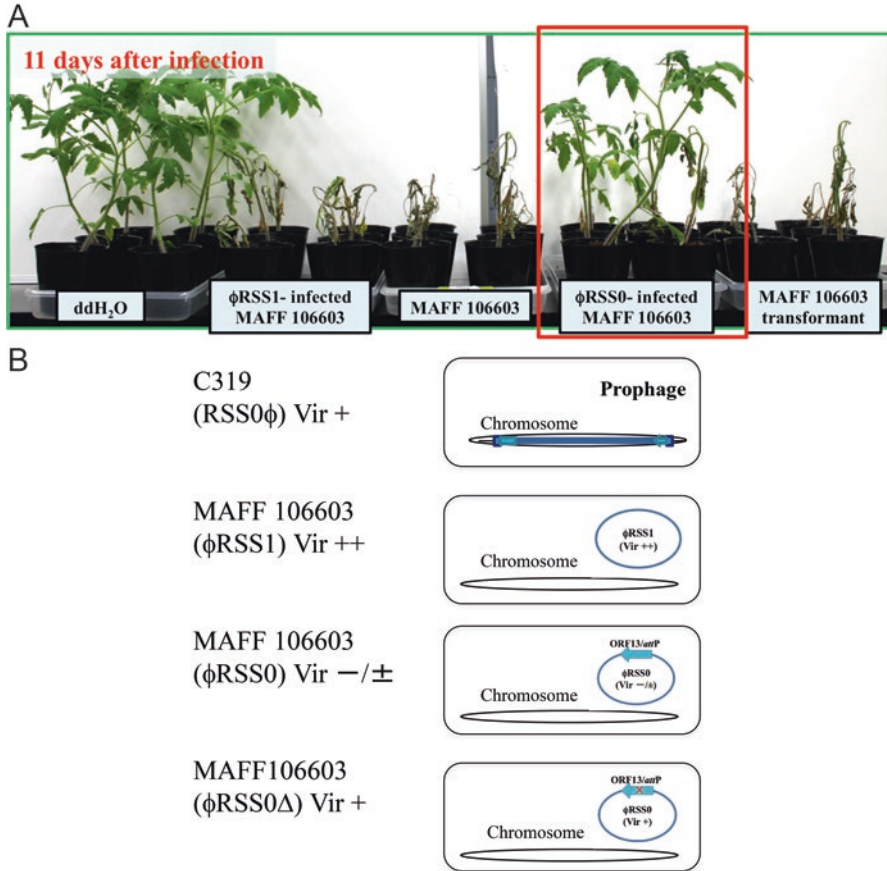 A
11 days after infection
ddH₂O
ϕRSS1- infected
MAFF 106603
MAFF 106603
ϕRSS0- infected
MAFF 106603
MAFF 106603
transformant
B
C319
(RSS0ϕ) Vir +
Prophage
Chromosome
MAFF 106603
(ϕRSS1) Vir ++
ϕRSS1
(Vir ++)
Chromosome
MAFF 106603
(ϕRSS0) Vir －/±
ORF13/attP
ϕRSS0
(Vir －/±)
Chromosome
MAFF106603
(ϕRSS0Δ) Vir +
ORF13/attP
ϕRSS0
(Vir +)
Chromosome